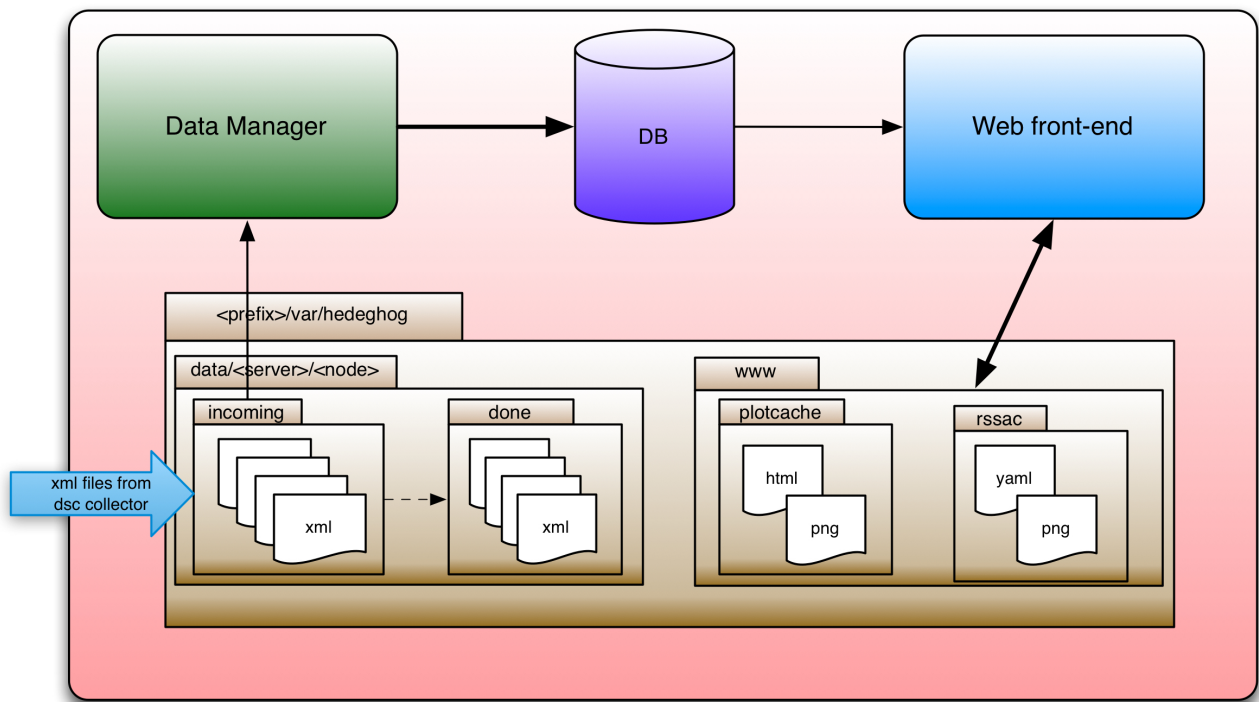 Data Manager
DB
Web front-end
<prefix>/var/hedeghog
data/<server>/<node>
www
incoming
done
plotcache
rssac
xml files from
dsc collector
xml
xml
html
png
yaml
png